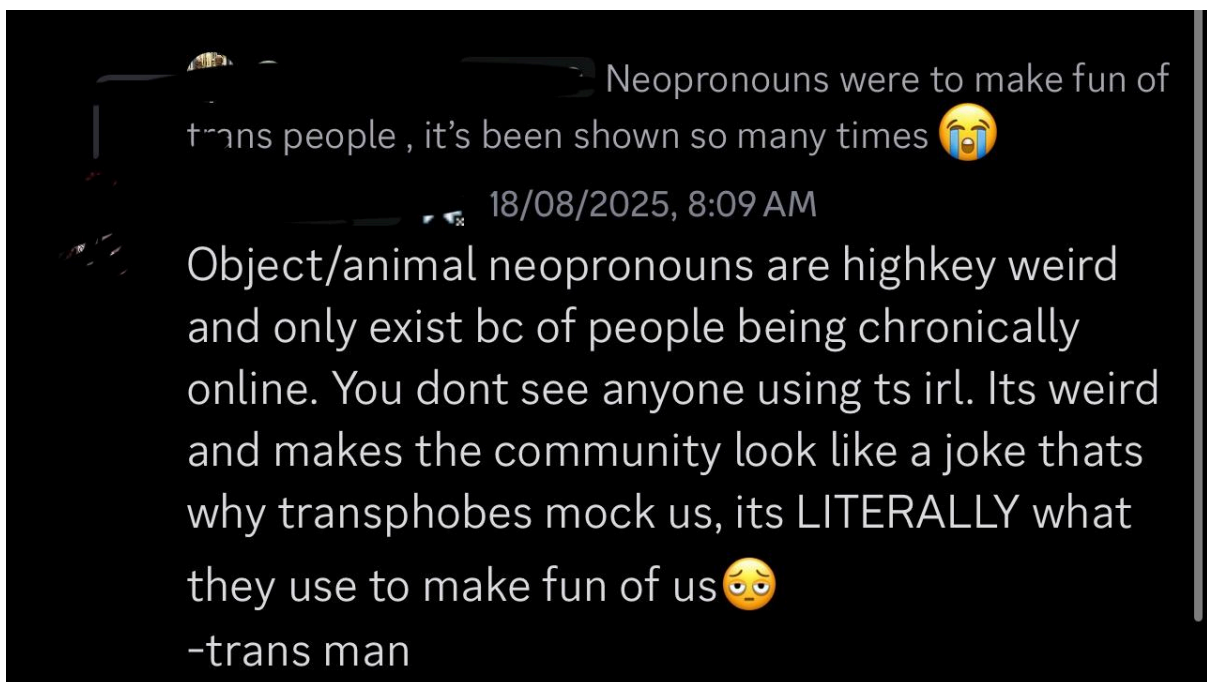 Neopronouns were to make fun of
trans people , it's been shown so many times 😭
18/08/2025, 8:09 AM
Object/animal neopronouns are highkey weird
and only exist bc of people being chronically
online. You dont see anyone using ts irl. Its weird
and makes the community look like a joke thats
why transphobes mock us, its LITERALLY what
they use to make fun of us😔
-trans man